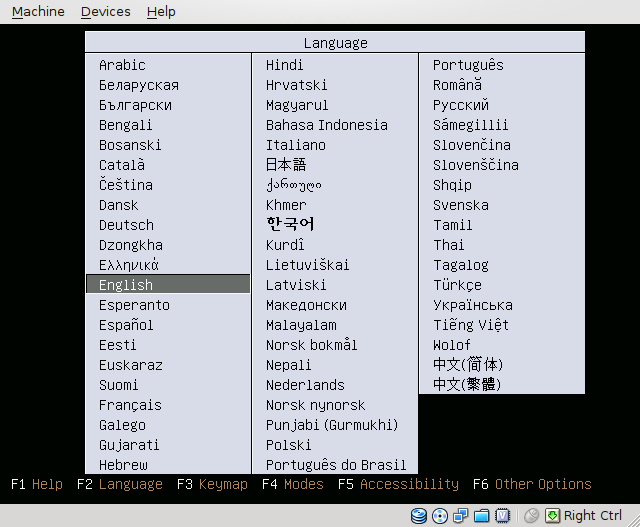 Machine Devices Help
Language
Arabic
Беларуская
Български
Bengali
Bosanski
Català
Čeština
Dansk
Deutsch
Dzongkha
Ελληνικά
English
Esperanto
Español
Eesti
Euskaraz
Suomi
Français
Galego
Gujarati
Hebrew
Hindi
Hrvatski
Magyarul
Bahasa Indonesia
Italiano
日本語
ქართული
Khmer
한국어
Kurdî
Lietuviškai
Latviski
Македонски
Malayalam
Norsk bokmål
Nepali
Nederlands
Norsk nynorsk
Punjabi (Gurmukhi)
Polski
Português do Brasil
Português
Română
Русский
Sámegillii
Slovenčina
Slovenščina
Shqip
Svenska
Tamil
Thai
Tagalog
Türkçe
Українська
Tiếng Việt
Wolof
中文(简体)
中文(繁體)
F1 Help F2 Language F3 Keymap F4 Modes F5 Accessibility F6 Other Options
Right Ctrl